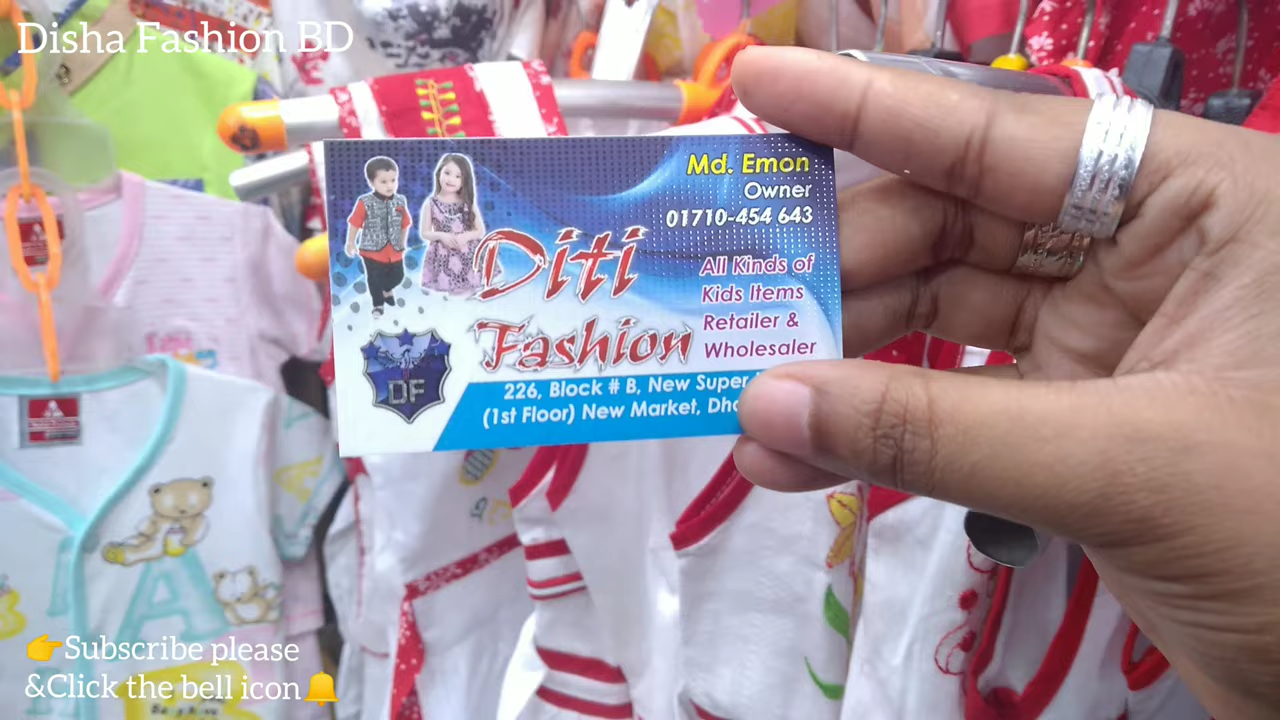 Disha Fashion BD
Md. Emon
Owner
01710-454 643
Diti
Fashion
All Kinds of
Kids Items
Retailer &
Wholesaler
DF
226, Block # B, New Super
(1st Floor) New Market,
A
👉Subscribe please
&Click the bell icon🔔